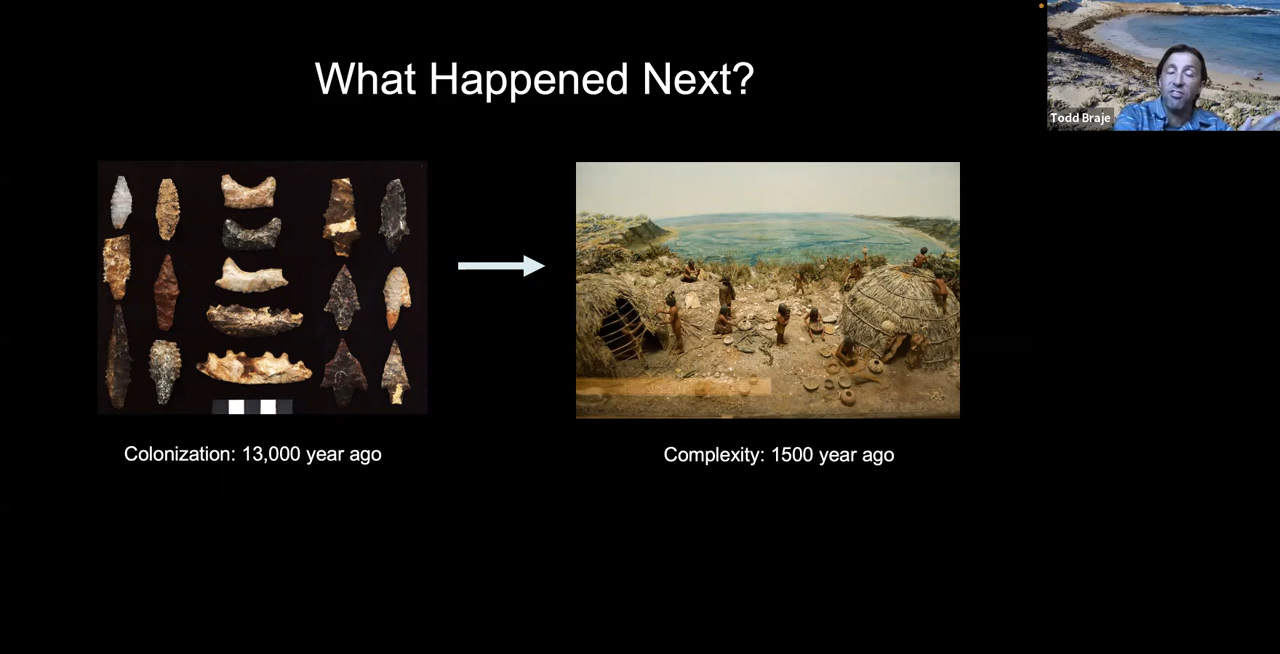 What Happened Next?
Todd Braje
Colonization: 13,000 year ago
Complexity: 1500 year ago